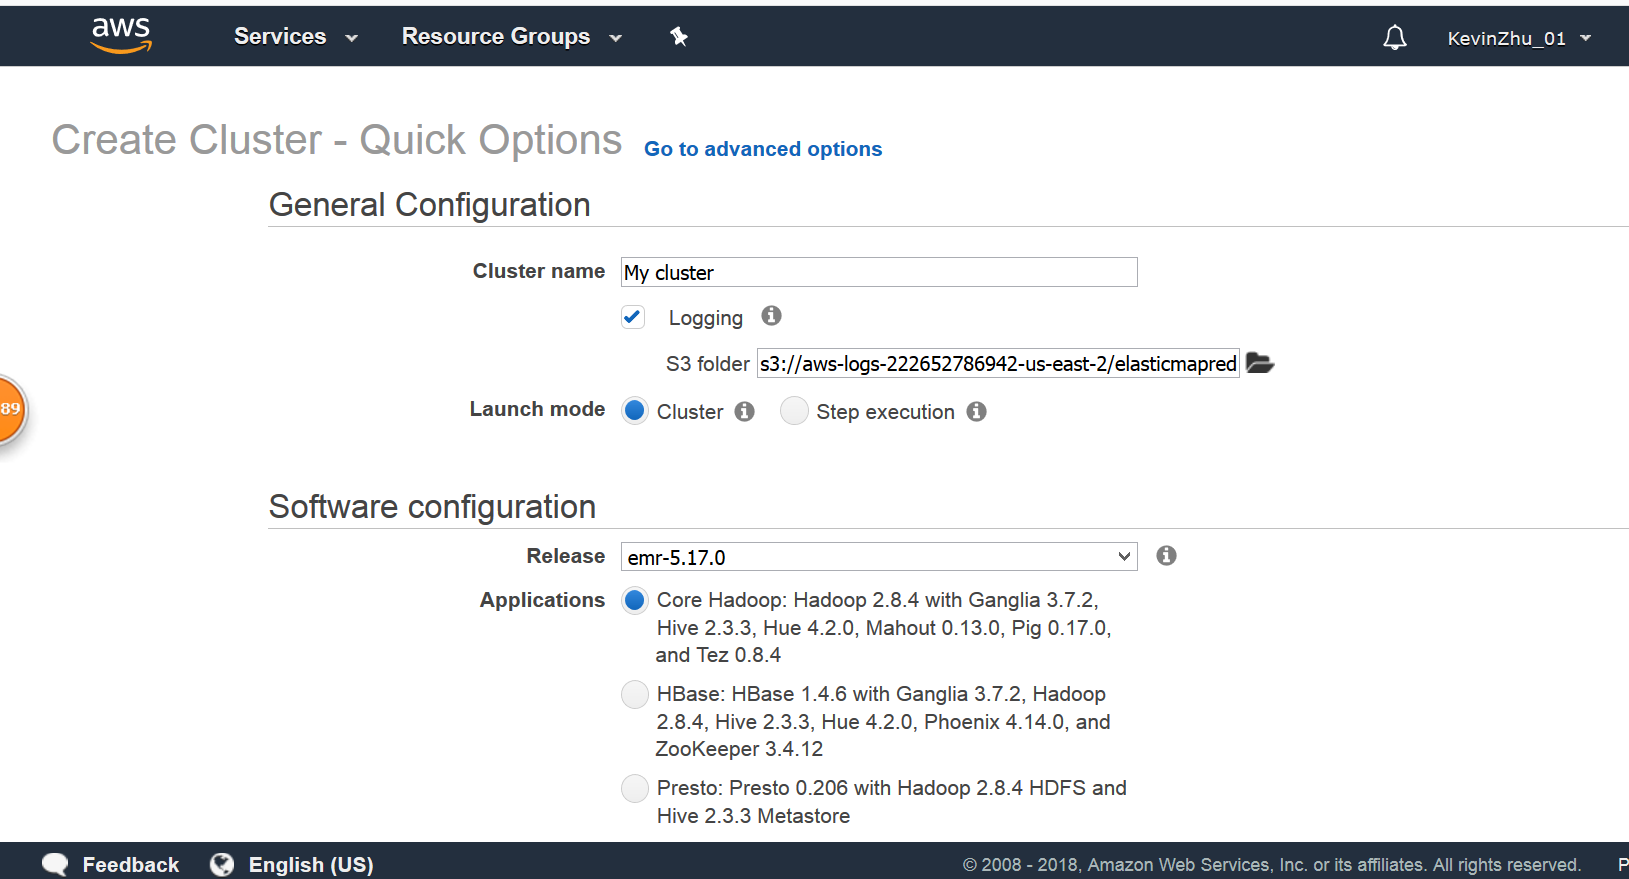 aws Services Resource Groups KevinZhu_01
Create Cluster - Quick Options Go to advanced options
General Configuration
Cluster name My cluster
Logging
S3 folder s3://aws-logs-222652786942-us-east-2/elasticmapred
89
Launch mode Cluster Step execution
Software configuration
Release emr-5.17.0
Applications Core Hadoop: Hadoop 2.8.4 with Ganglia 3.7.2,
Hive 2.3.3, Hue 4.2.0, Mahout 0.13.0, Pig 0.17.0,
and Tez 0.8.4
HBase: HBase 1.4.6 with Ganglia 3.7.2, Hadoop
2.8.4, Hive 2.3.3, Hue 4.2.0, Phoenix 4.14.0, and
ZooKeeper 3.4.12
Presto: Presto 0.206 with Hadoop 2.8.4 HDFS and
Hive 2.3.3 Metastore
Feedback English (US) © 2008 - 2018, Amazon Web Services, Inc. or its affiliates. All rights reserved. P